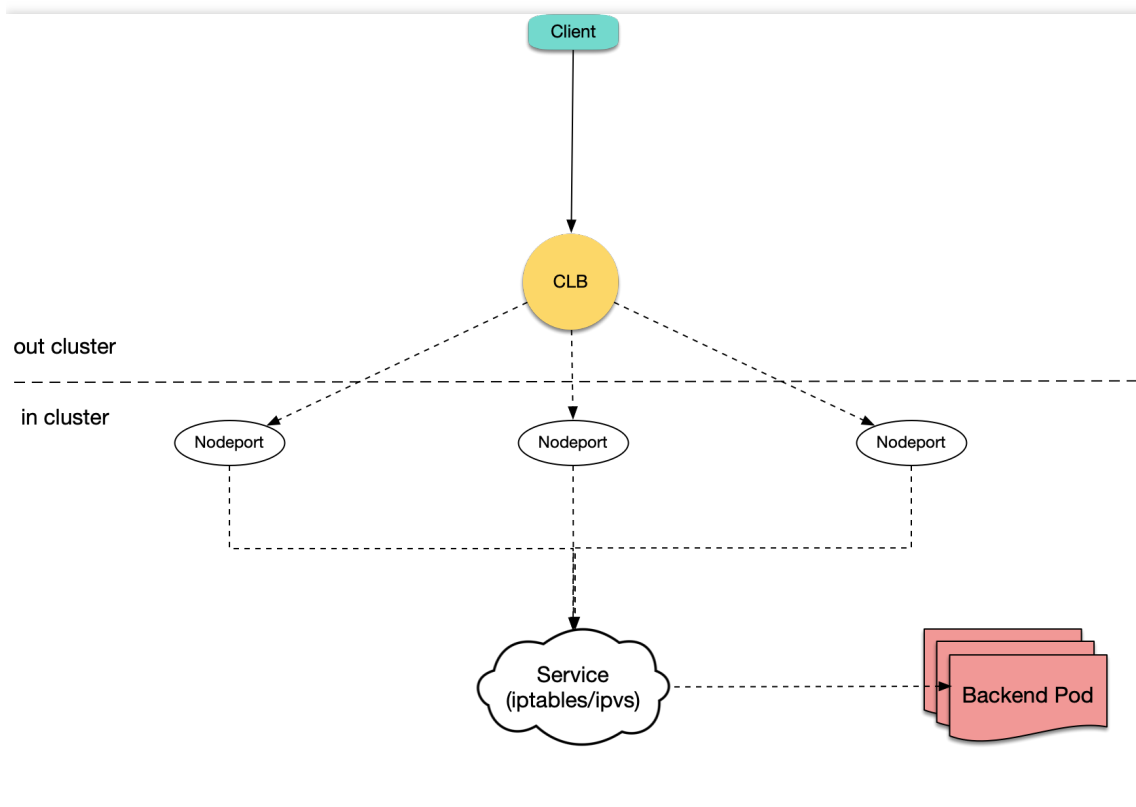 Client
CLB
out cluster
in cluster
Nodeport
Nodeport
Nodeport
Service
(iptables/ipvs)
Backend Pod